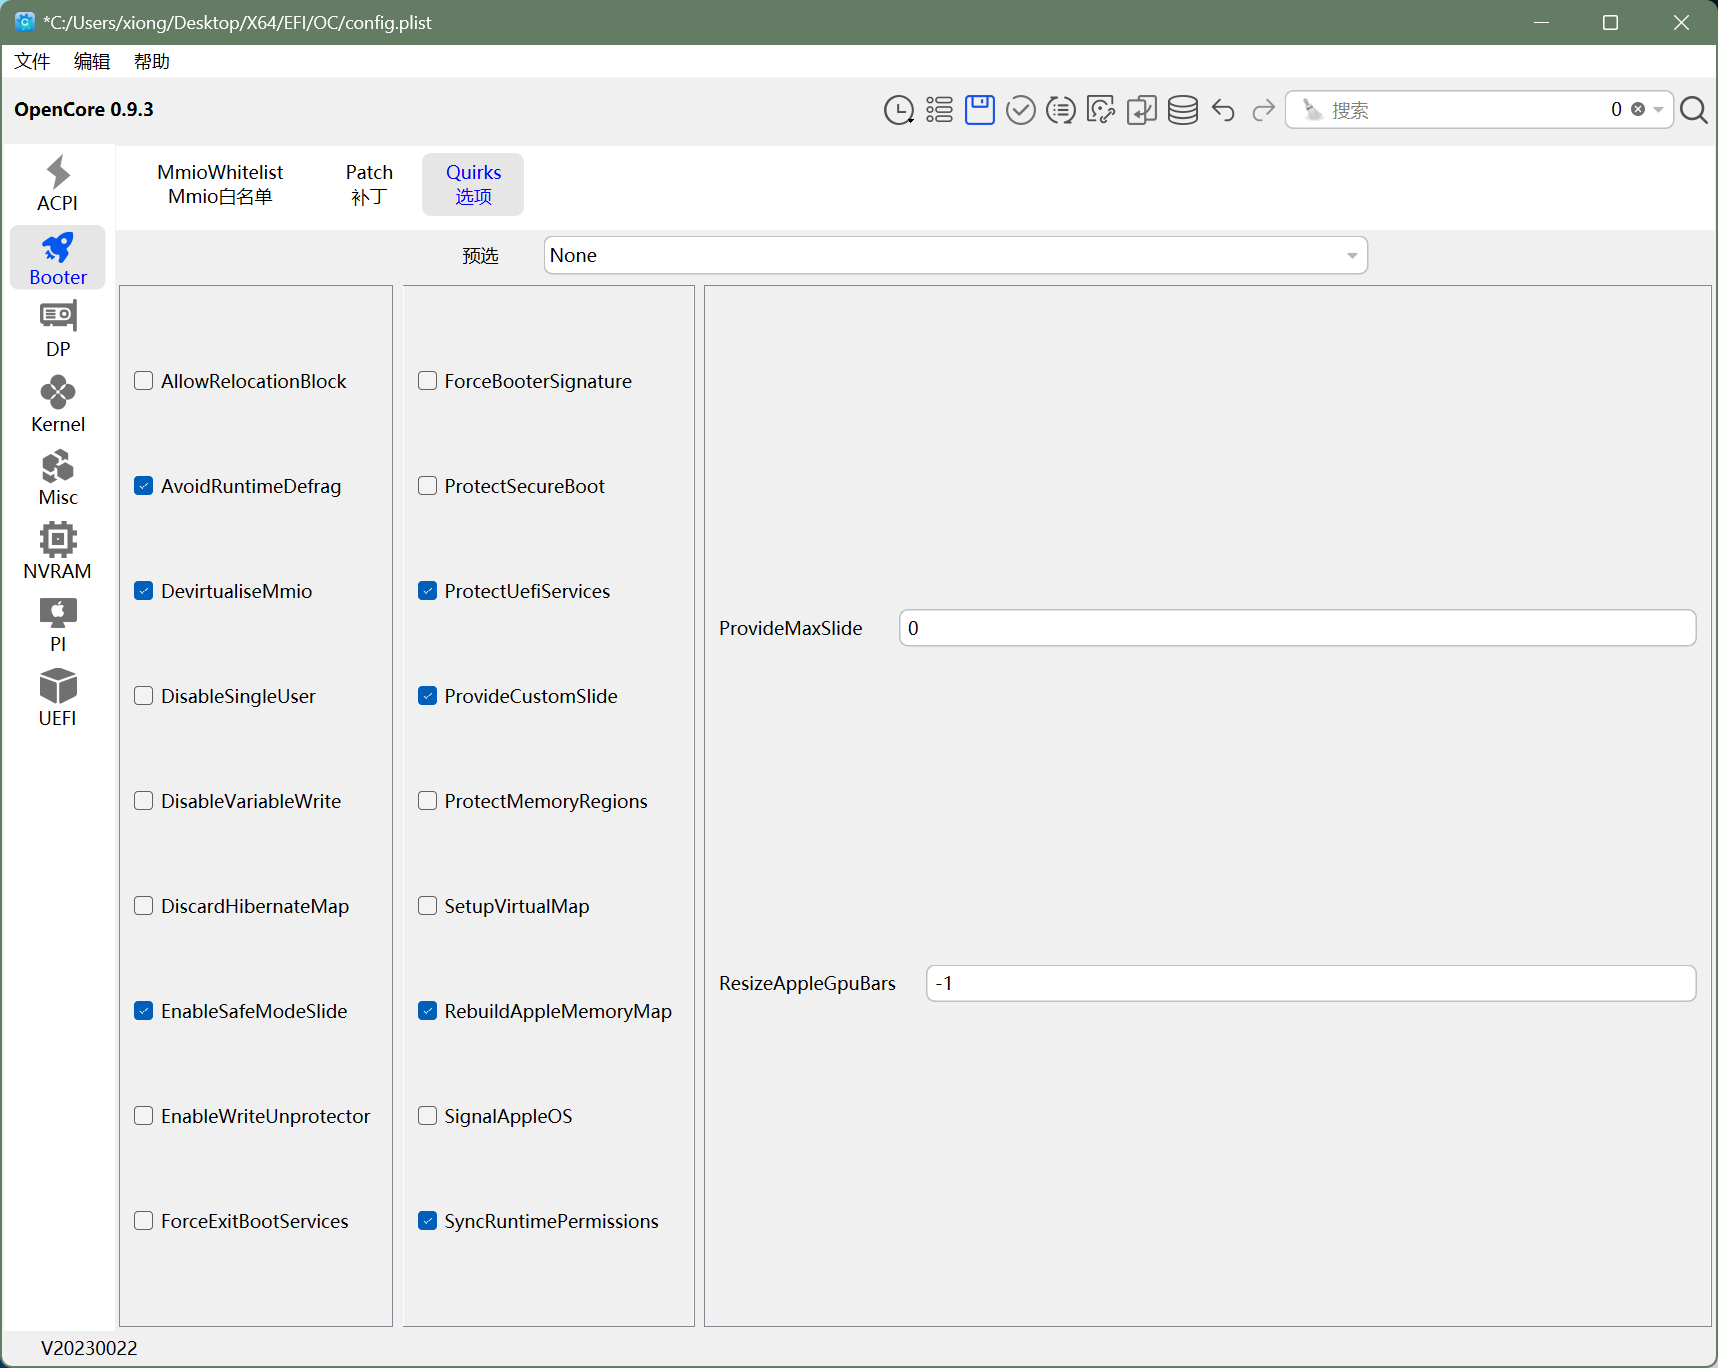 *C:/Users/xiong/Desktop/X64/EFI/OC/config.plist
文件 编辑 帮助
OpenCore 0.9.3
搜索 0
ACPI
Booter
DP
Kernel
Misc
NVRAM
PI
UEFI
MmioWhitelist
Mmio白名单
Patch
补丁
Quirks
选项
预选 None
AllowRelocationBlock
AvoidRuntimeDefrag
DevirtualiseMmio
DisableSingleUser
DisableVariableWrite
DiscardHibernateMap
EnableSafeModeSlide
EnableWriteUnprotector
ForceExitBootServices
ForceBooterSignature
ProtectSecureBoot
ProtectUefiServices
ProvideCustomSlide
ProtectMemoryRegions
SetupVirtualMap
RebuildAppleMemoryMap
SignalAppleOS
SyncRuntimePermissions
ProvideMaxSlide 0
ResizeAppleGpuBars -1
V20230022